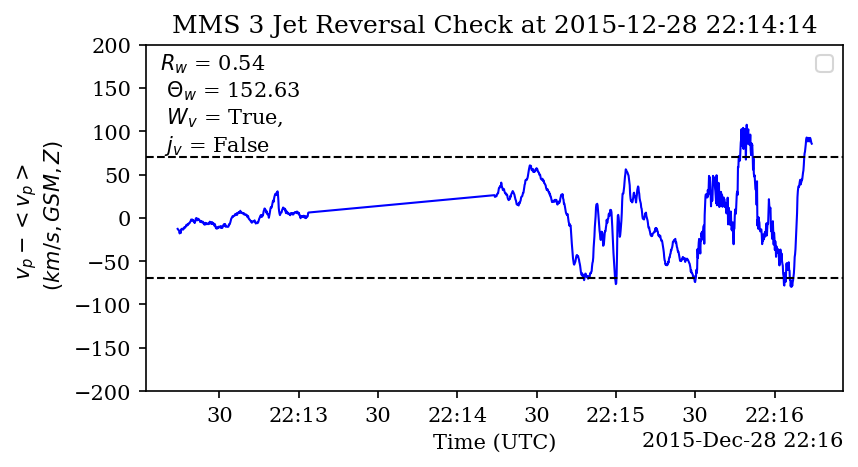 MMS 3 Jet Reversal Check at 2015-12-28 22:14:14
200
150
100
50
0
−50
−100
−150
−200
v_p − < v_p >
(km/s, GSM, Z)
R_w = 0.54
Θ_w = 152.63
W_v = True,
j_v = False
30 22:13 30 22:14 30 22:15 30 22:16
Time (UTC)
2015-Dec-28 22:16